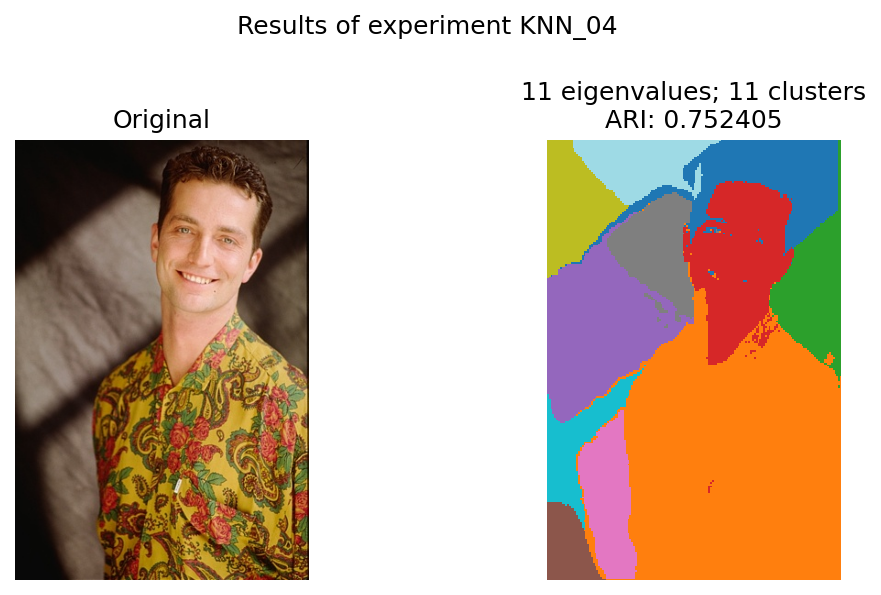 Results of experiment KNN_04
Original
11 eigenvalues; 11 clusters
ARI: 0.752405